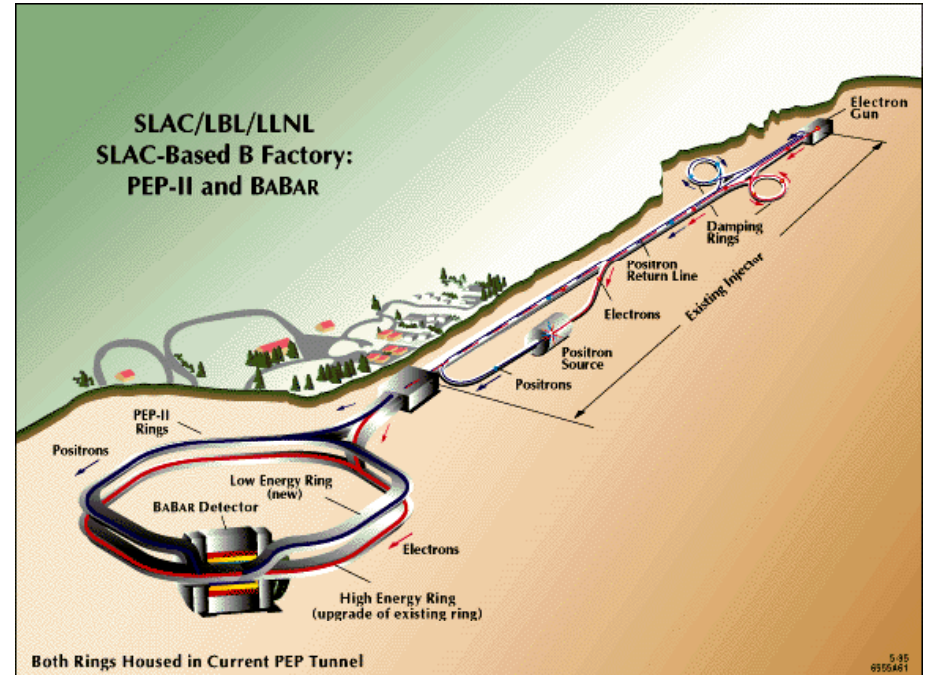 SLAC/LBL/LLNL
SLAC-Based B Factory:
PEP-II and BABAR
Electron
Gun
Damping
Rings
Positron
Return Line
Existing Injector
Electrons
Positron
Source
Positrons
PEP-II
Rings
Positrons
Low Energy Ring
(new)
BABAR Detector
Electrons
High Energy Ring
(upgrade of existing ring)
Both Rings Housed in Current PEP Tunnel
5-95
6955A61